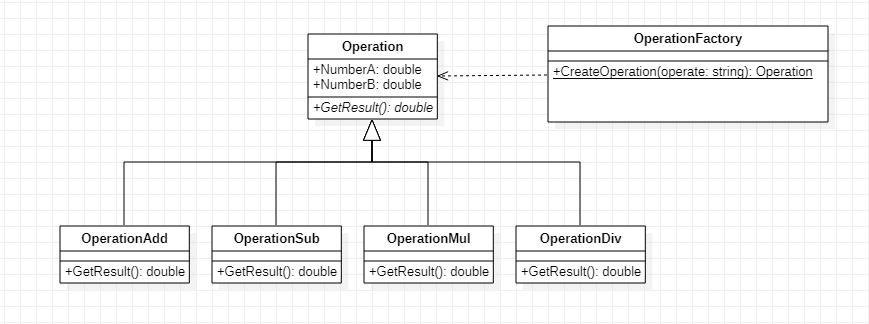 Operation
+NumberA: double
+NumberB: double
+GetResult(): double
OperationFactory
+CreateOperation(operate: string): Operation
OperationAdd
+GetResult(): double
OperationSub
+GetResult(): double
OperationMul
+GetResult(): double
OperationDiv
+GetResult(): double